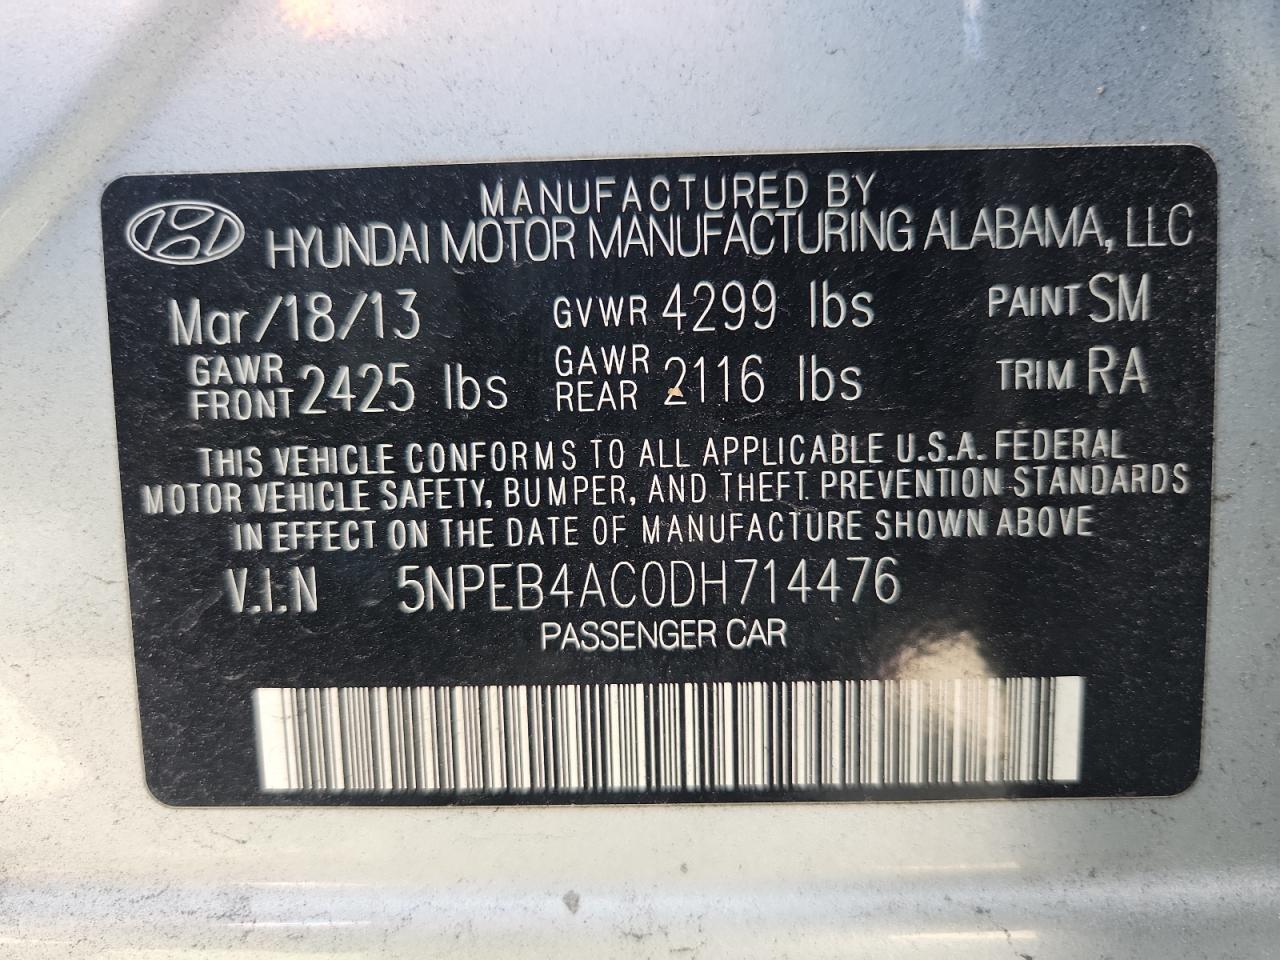 MANUFACTURED BY
HYUNDAI MOTOR MANUFACTURING ALABAMA, LLC
Mar/18/13 GVWR 4299 lbs PAINT SM
GAWR FRONT 2425 lbs GAWR REAR 2116 lbs TRIM RA
THIS VEHICLE CONFORMS TO ALL APPLICABLE U.S.A. FEDERAL
MOTOR VEHICLE SAFETY, BUMPER, AND THEFT PREVENTION STANDARDS
IN EFFECT ON THE DATE OF MANUFACTURE SHOWN ABOVE
V.I.N 5NPEB4AC0DH714476
PASSENGER CAR